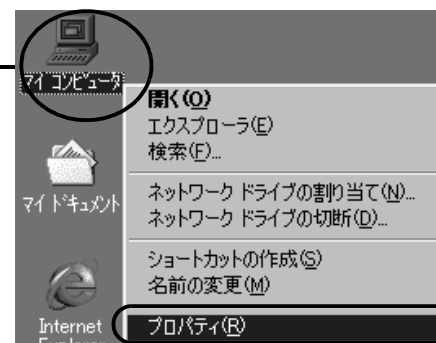 マイ コンピュータ
開く(O)
エクスプローラ(E)
検索(F)...
マイ ドキュメント
ネットワーク ドライブの割り当て(N)...
ネットワーク ドライブの切断(D)...
ショートカットの作成(S)
名前の変更(M)
Internet
Explorer
プロパティ(R)